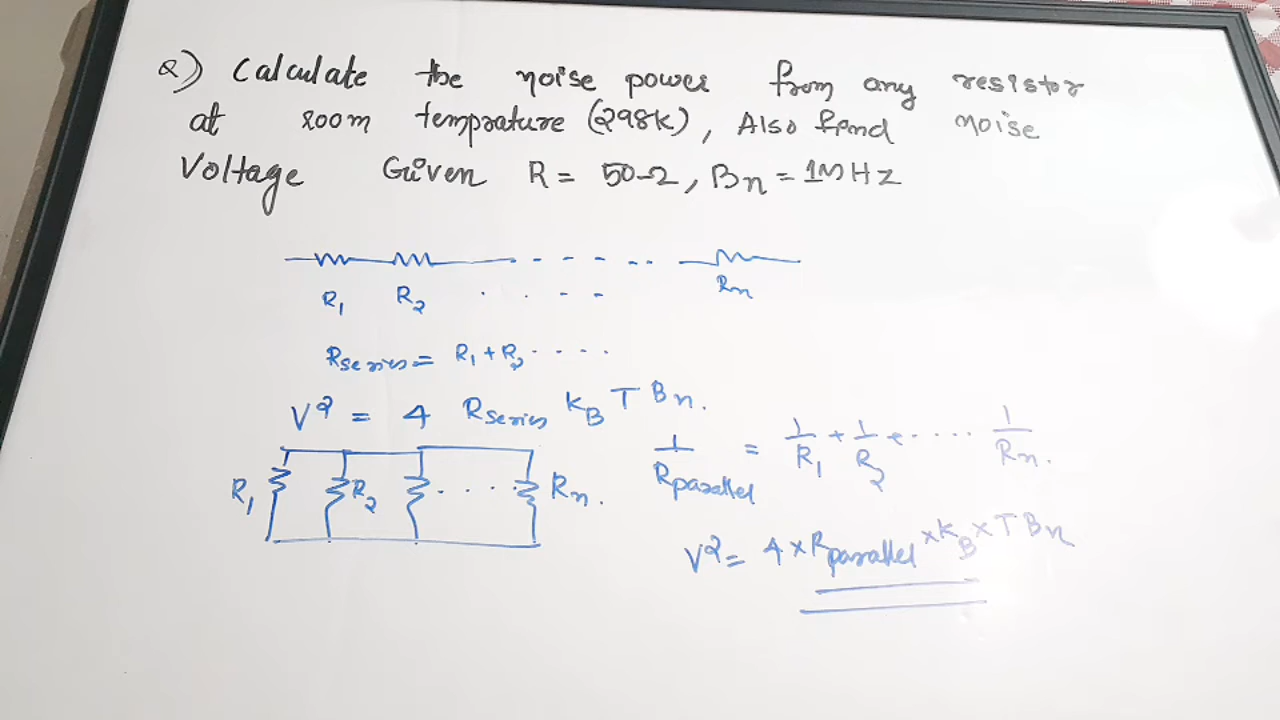 Q) Calculate the noise power from any resistor
at room temprature (298K), Also find noise
Voltage Given R = 50Ω, Bn = 1MHz
R1 R2 . . - - Rn
Rseries = R1 + R2 . . . .
V² = 4 Rseries KB T Bn.
1/Rparallel = 1/R1 + 1/R2 + ..... 1/Rn.
R1 R2 .... Rn.
V² = 4 × Rparallel × KB × T Bn